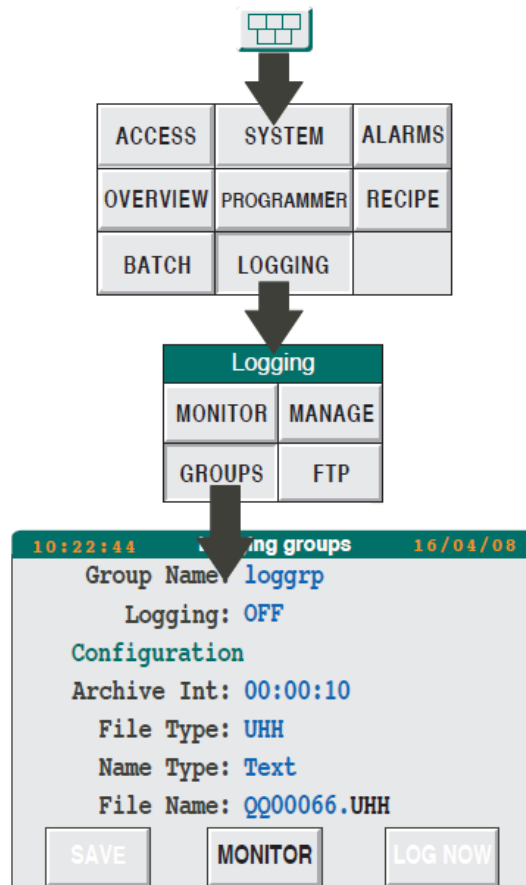 ACCESS SYSTEM ALARMS
OVERVIEW PROGRAMMER RECIPE
BATCH LOGGING
Logging
MONITOR MANAGE
GROUPS FTP
10:22:44 groups 16/04/08
Group Name: loggrp
Logging: OFF
Configuration
Archive Int: 00:00:10
File Type: UHH
Name Type: Text
File Name: QQ00066.UHH
SAVE MONITOR LOG NOW